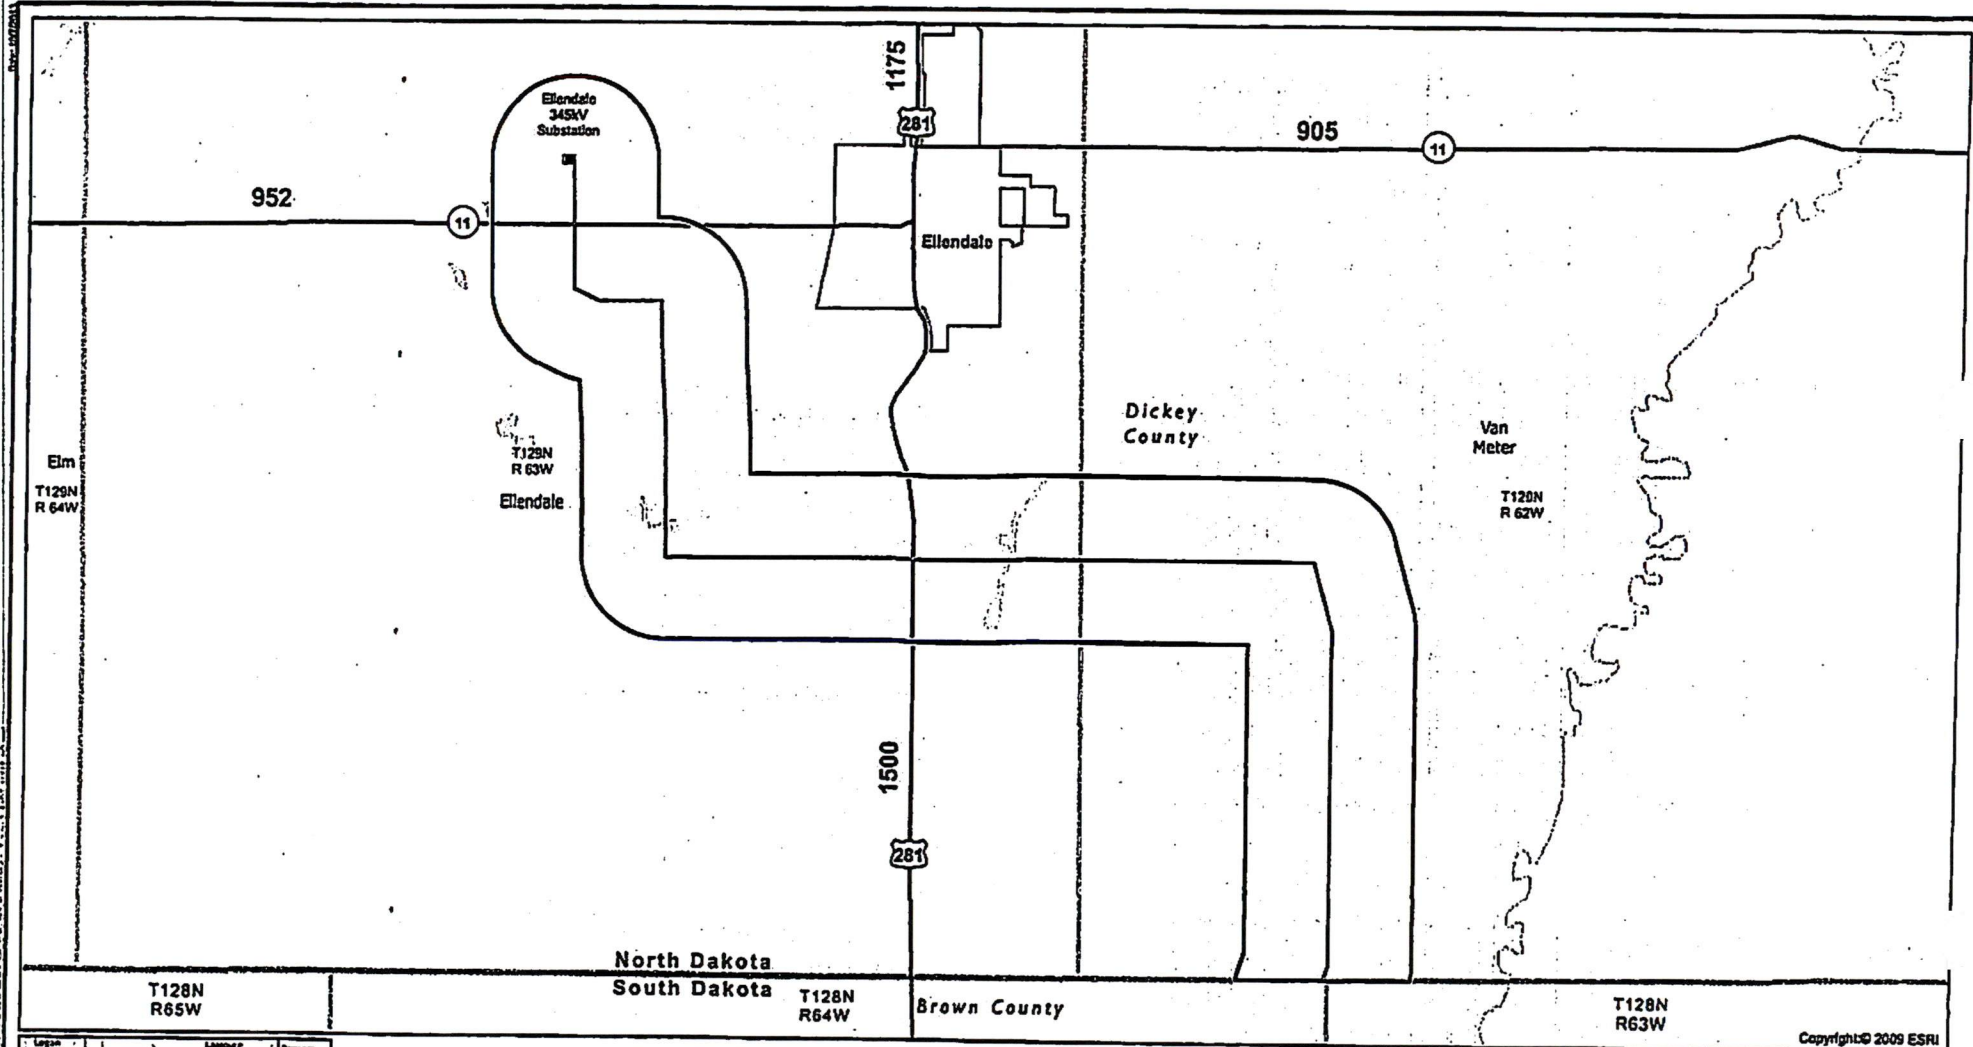 1175
Ellendale
345kV
Substation
281
905
11
952
11
Ellendale
Dickey
County
Van
Meter
Elm
T129N
R 63W
T129N
R 64W
Ellendale
T129N
R 62W
1500
281
North Dakota
South Dakota
T128N
R65W
T128N
R64W
Brown County
T128N
R63W
Copyright:© 2009 ESRI
Logan